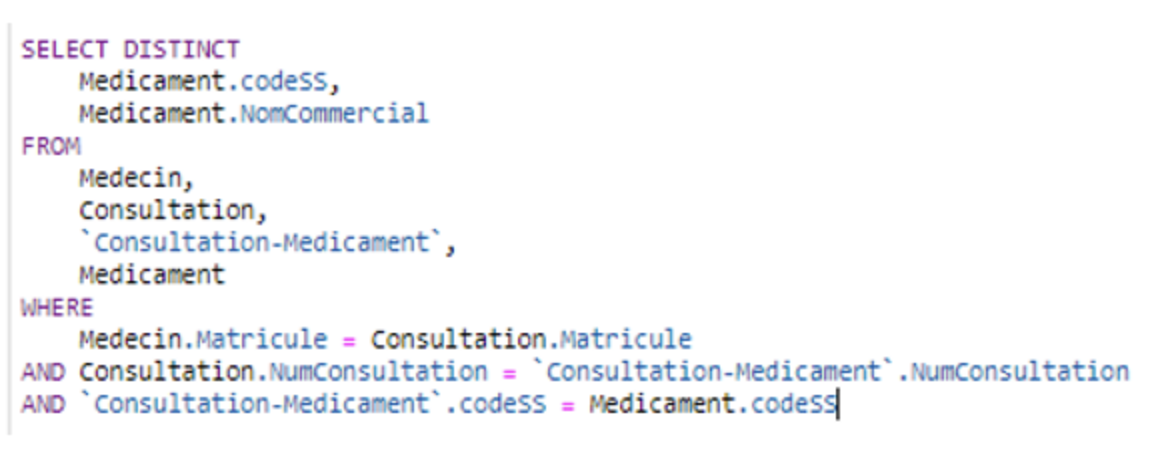 SELECT DISTINCT
Medicament.codeSS,
Medicament.NomCommercial
FROM
Medecin,
Consultation,
`Consultation-Medicament`,
Medicament
WHERE
Medecin.Matricule = Consultation.Matricule
AND Consultation.NumConsultation = `Consultation-Medicament`.NumConsultation
AND `Consultation-Medicament`.codeSS = Medicament.codeSS